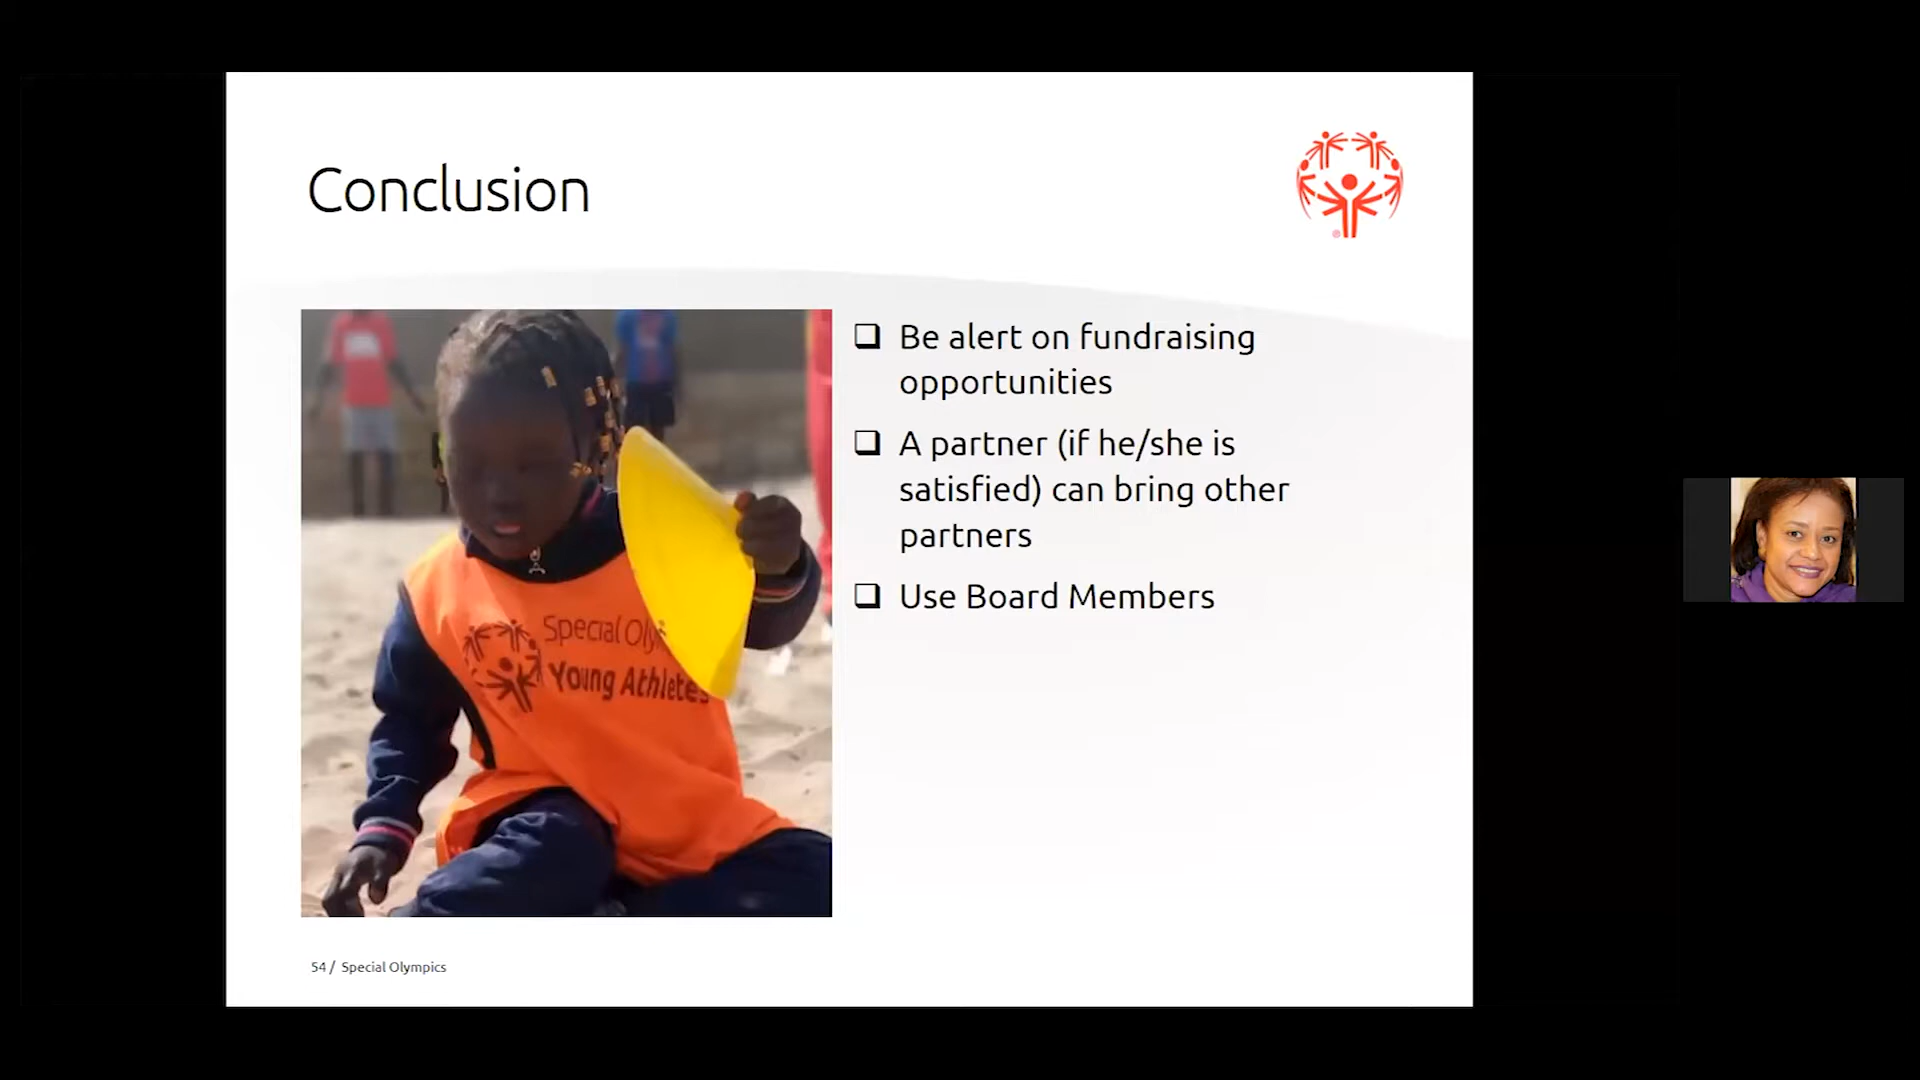 Conclusion
❑ Be alert on fundraising
opportunities
❑ A partner (if he/she is
satisfied) can bring other
partners
❑ Use Board Members
Special Oly
Young Athletes
54 / Special Olympics